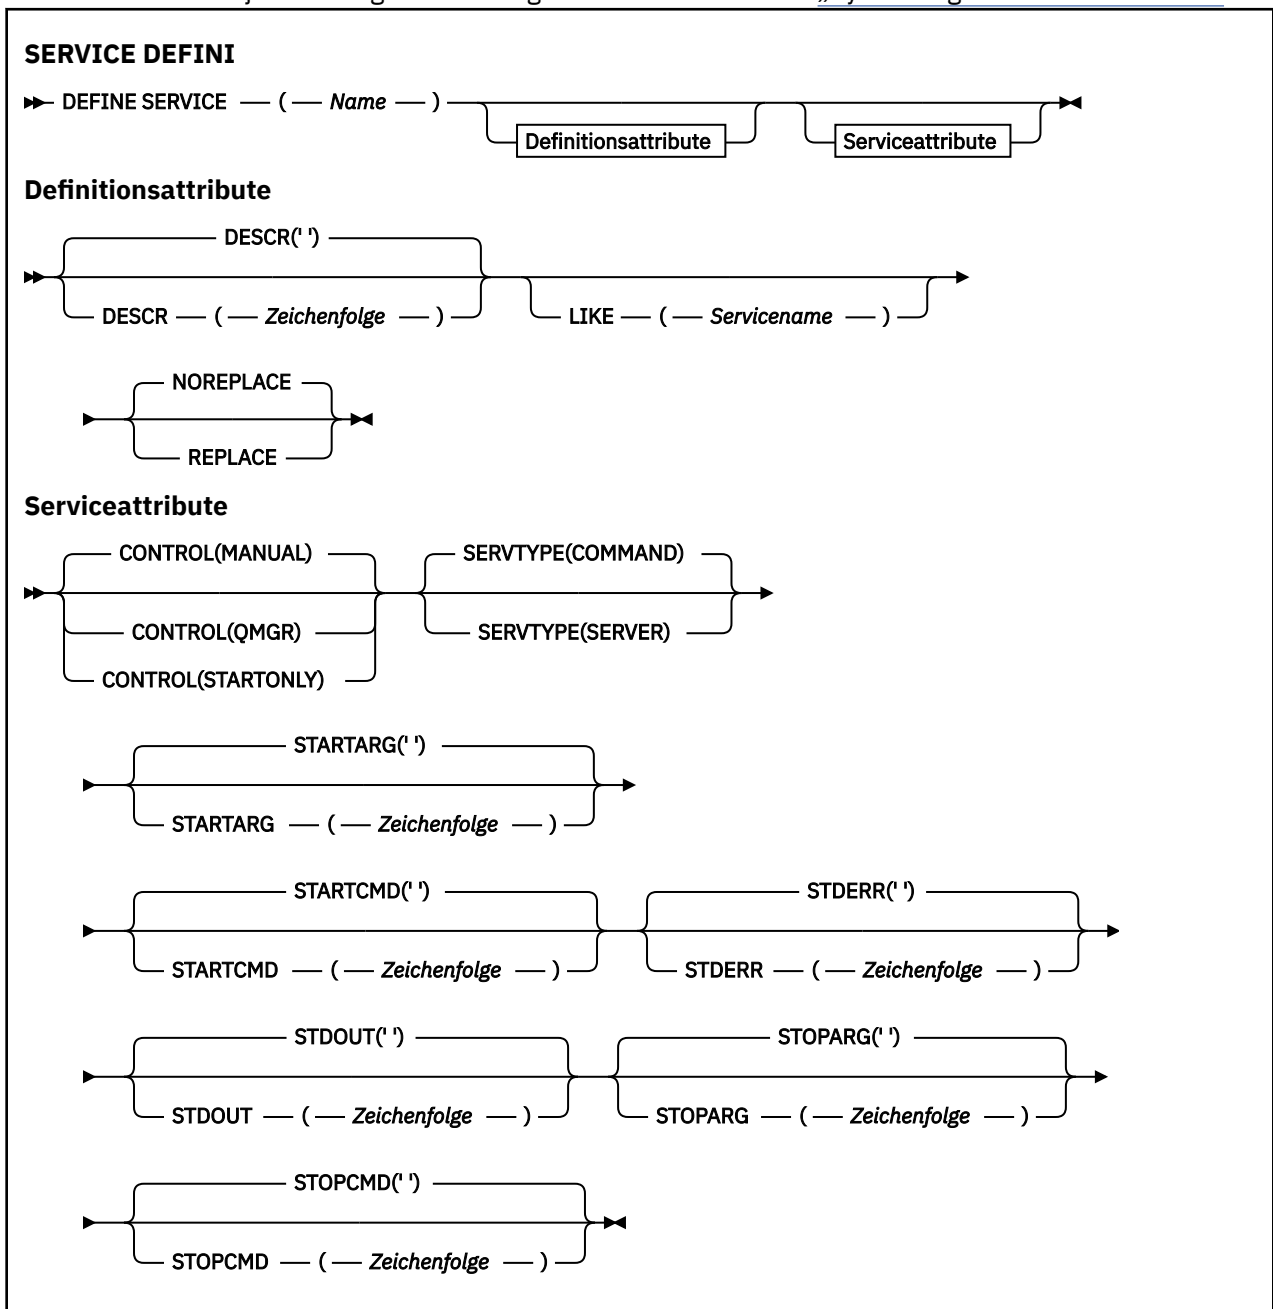 SERVICE DEFINI
DEFINE SERVICE ( Name )
Definitionsattribute Serviceattribute
Definitionsattribute
DESCR(' ')
DESCR ( Zeichenfolge ) LIKE ( Servicename )
NOREPLACE
REPLACE
Serviceattribute
CONTROL(MANUAL) SERVTYPE(COMMAND)
CONTROL(QMGR) SERVTYPE(SERVER)
CONTROL(STARTONLY)
STARTARG(' ')
STARTARG ( Zeichenfolge )
STARTCMD(' ') STDERR(' ')
STARTCMD ( Zeichenfolge ) STDERR ( Zeichenfolge )
STDOUT(' ') STOPARG(' ')
STDOUT ( Zeichenfolge ) STOPARG ( Zeichenfolge )
STOPCMD(' ')
STOPCMD ( Zeichenfolge )